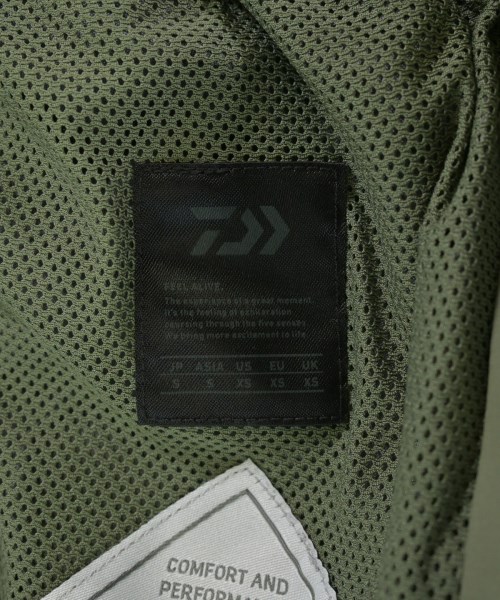 FEEL ALIVE.
The experience of a great moment.
It's the feeling of exhilaration
coursing through the five senses.
We bring more excitement to life.
JP ASIA US EU UK
S S XS XS XS
COMFORT AND